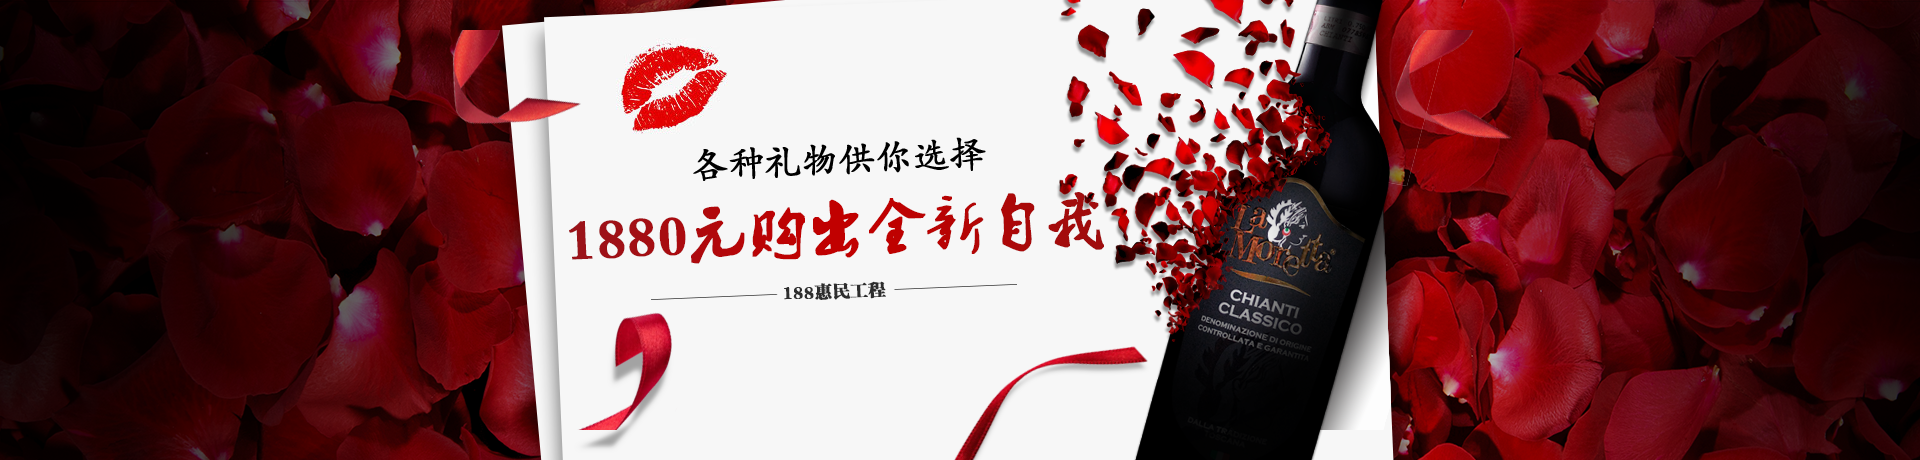 各种礼物供你选择
1880元购出全新自我
188惠民工程
La
Moretta
CHIANTI
CLASSICO
DENOMINAZIONE DI ORIGINE
CONTROLLATA E GARANTITA